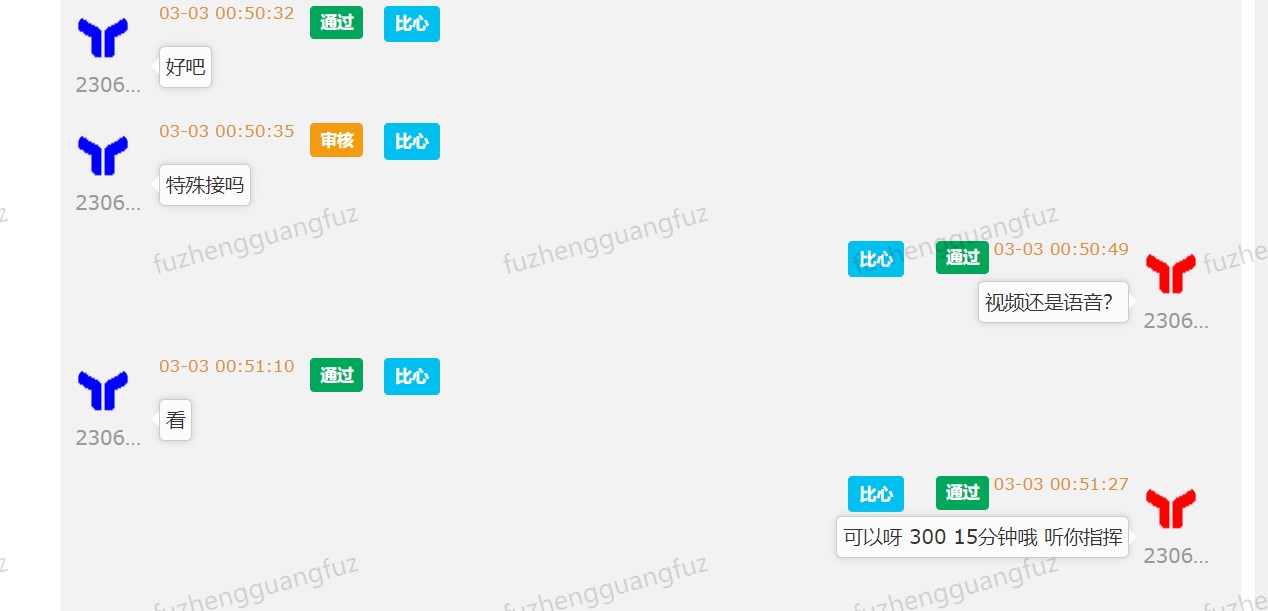 03-03 00:50:32 通过 比心
好吧
2306...
03-03 00:50:35 审核 比心
特殊接吗
2306...
fuzhengguangfuz fuzhengguangfuz fuzhengguangfuz
比心 通过 03-03 00:50:49
视频还是语音?
2306...
03-03 00:51:10 通过 比心
看
2306...
比心 通过 03-03 00:51:27
可以呀 300 15分钟哦 听你指挥
2306...
fuzhengguangfuz fuzhengguangfuz fuzhengguangfuz